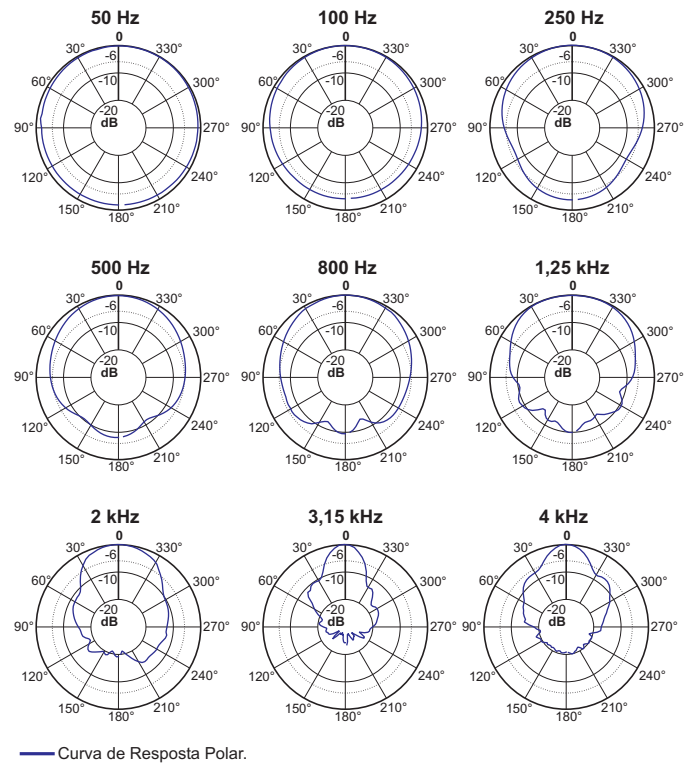 50 Hz 100 Hz 250 Hz
0 0 0
30° 330° 30° 330° 30° 330°
-6 -6 -6
60° -10 300° 60° -10 300° 60° -10 300°
-20 -20 -20
90° dB 270° 90° dB 270° 90° dB 270°
120° 240° 120° 240° 120° 240°
150° 210° 150° 210° 150° 210°
180° 180° 180°
500 Hz 800 Hz 1,25 kHz
0 0 0
30° 330° 30° 330° 30° 330°
-6 -6 -6
60° -10 300° 60° -10 300° 60° -10 300°
-20 -20 -20
90° dB 270° 90° dB 270° 90° dB 270°
120° 240° 120° 240° 120° 240°
150° 210° 150° 210° 150° 210°
180° 180° 180°
2 kHz 3,15 kHz 4 kHz
0 0 0
30° 330° 30° 330° 30° 330°
-6 -6 -6
60° -10 300° 60° -10 300° 60° -10 300°
-20 -20 -20
90° dB 270° 90° dB 270° 90° dB 270°
120° 240° 120° 240° 120° 240°
150° 210° 150° 210° 150° 210°
180° 180° 180°
Curva de Resposta Polar.